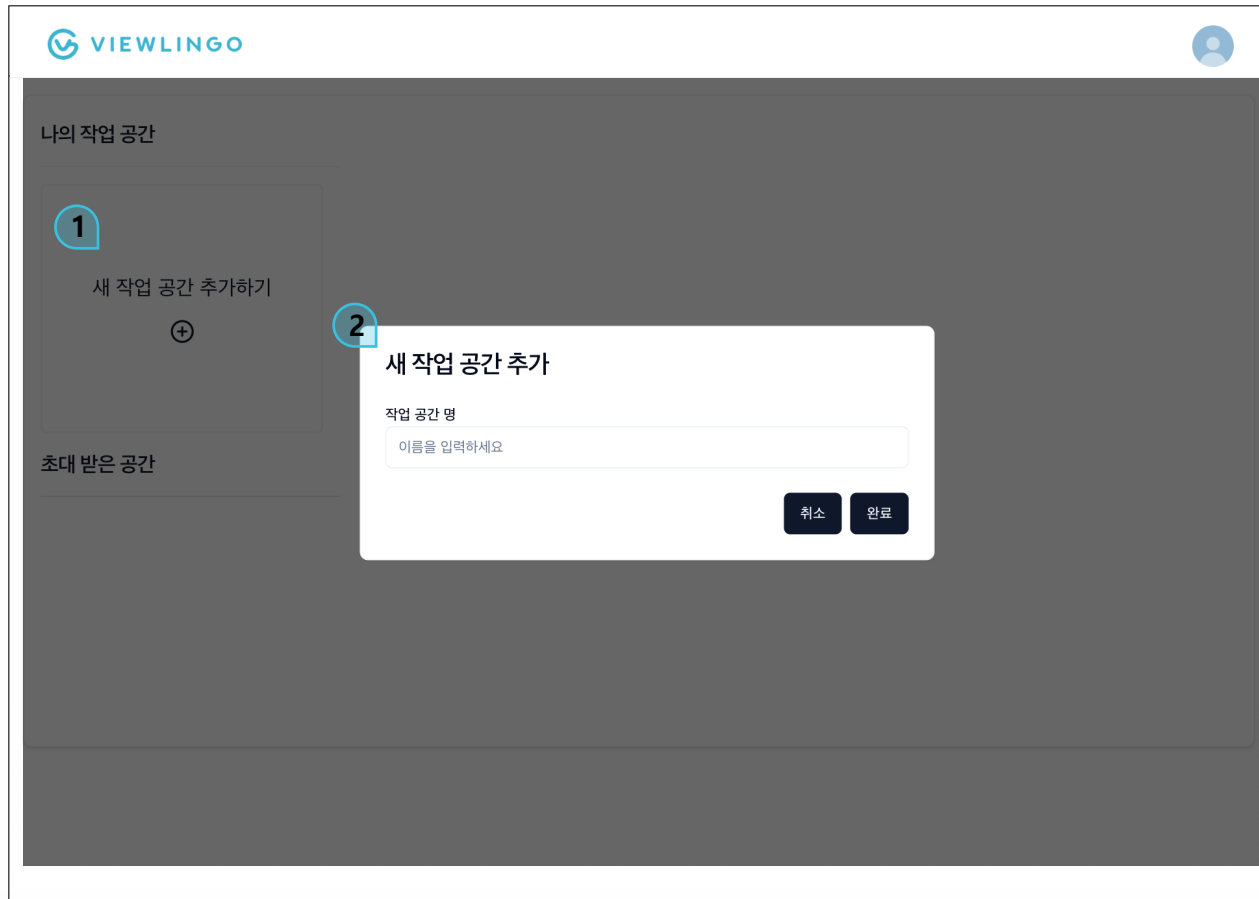 VIEWLINGO
나의 작업 공간
1
새 작업 공간 추가하기
2
새 작업 공간 추가
작업 공간 명
이름을 입력하세요
초대 받은 공간
취소 완료